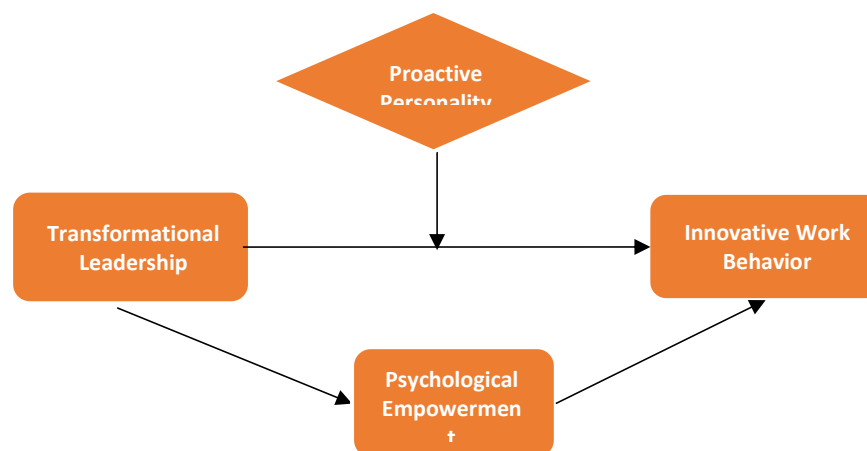 Proactive
Personality
Transformational
Leadership
Innovative Work
Behavior
Psychological
Empowermen
t